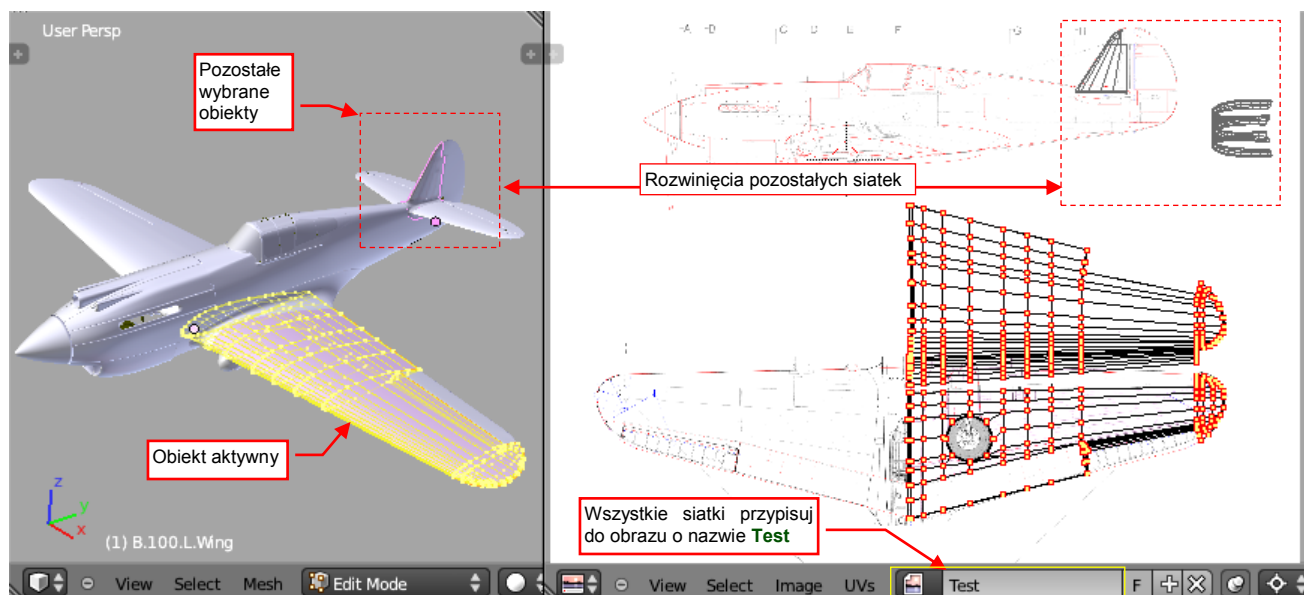 User Persp
Pozostałe
wybrane
obiekty
Obiekt aktywny
z
y
x
(1) B.100.L.Wing
View Select Mesh Edit Mode
A D C D E F G H
Rozwinięcia pozostałych siatek
Wszystkie siatki przypisuj
do obrazu o nazwie Test
View Select Image UVs Test F